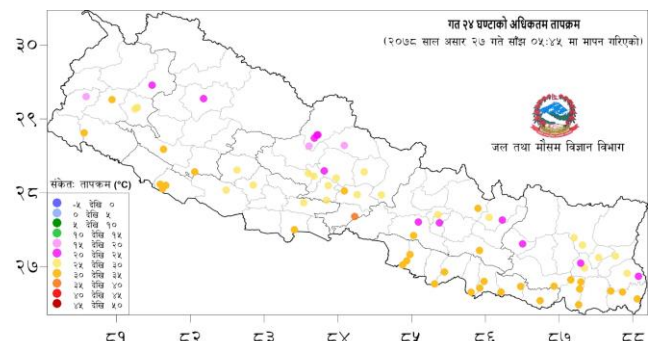 गत २४ घण्टाको अधिकतम तापक्रम
(२०७८ साल असार २७ गते साँझ ०५:४५ मा मापन गरिएको)
३०
२९
२८
२७
जल तथा मौसम विज्ञान विभाग
संकेतः तापक्रम (°C)
-५ देखि ०
० देखि ५
५ देखि १०
१० देखि १५
१५ देखि २०
२० देखि २५
२५ देखि ३०
३० देखि ३५
३५ देखि ४०
४० देखि ४५
४५ देखि ५०
८१ ८२ ८३ ८४ ८५ ८६ ८७ ८८